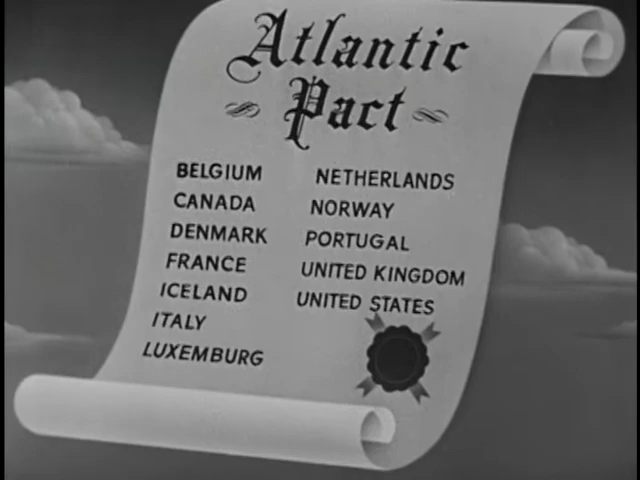 Atlantic
Pact
BELGIUM
CANADA
DENMARK
FRANCE
ICELAND
ITALY
LUXEMBURG
NETHERLANDS
NORWAY
PORTUGAL
UNITED KINGDOM
UNITED STATES